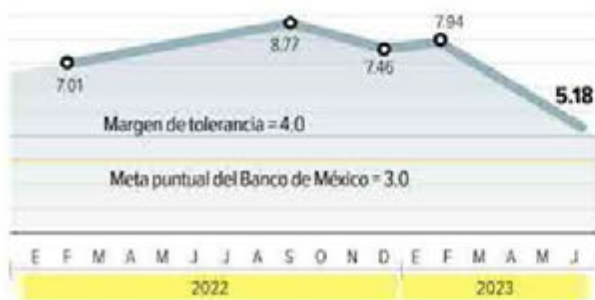 8.77
7.94
7.01
7.46
5.18
Margen de tolerancia = 4.0
Meta puntual del Banco de México = 3.0
E F M A M J J A S O N D E F M A M J
2022 2023